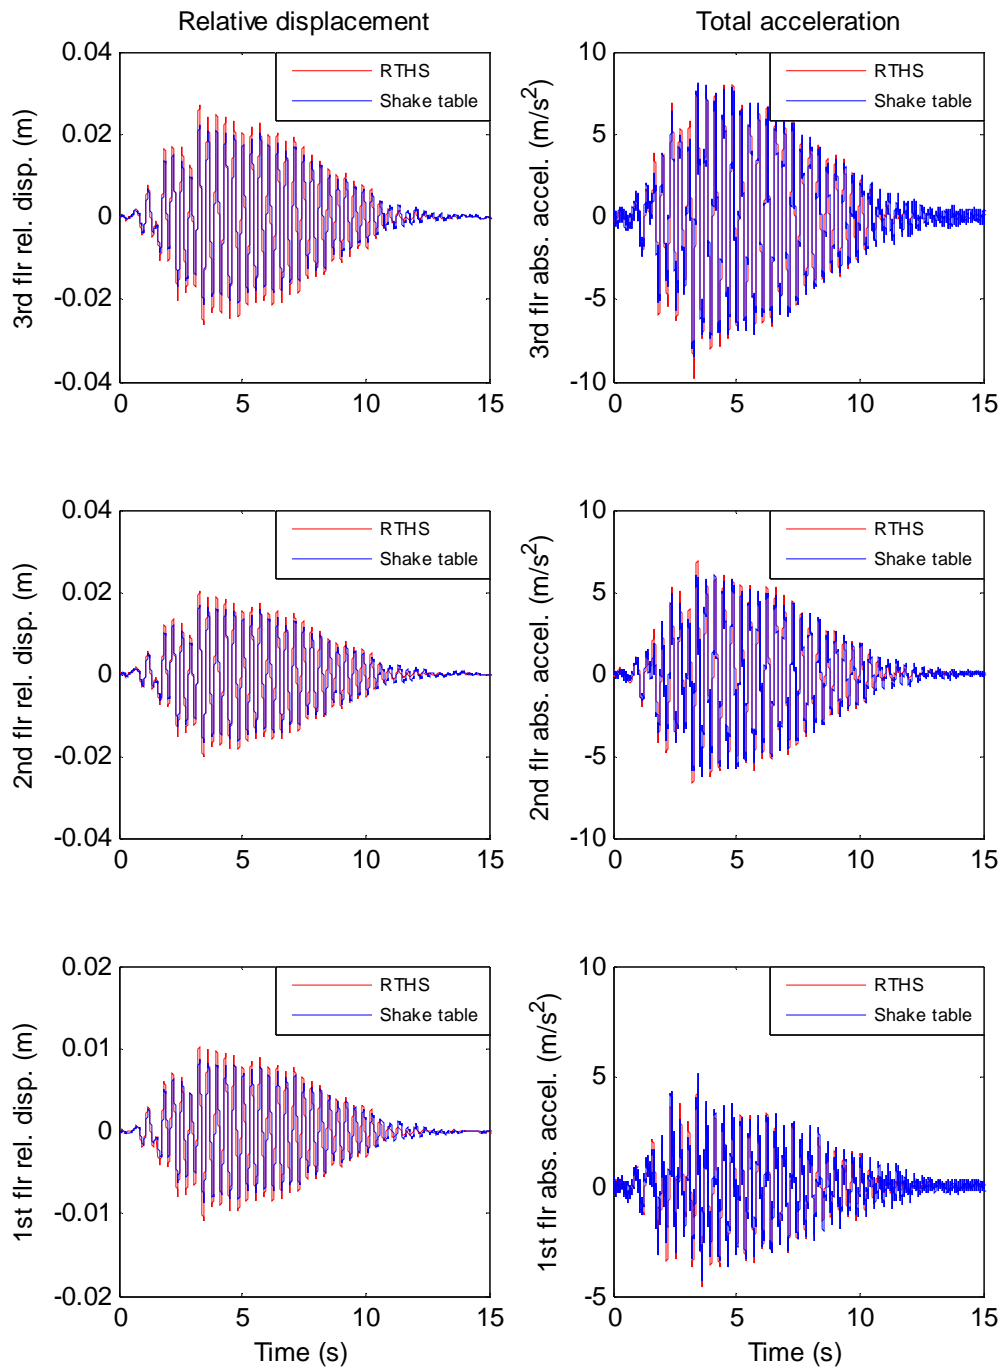 Relative displacement
Total acceleration
3rd flr rel. disp. (m)
0.04
0.02
0
-0.02
-0.04
0
5
10
15
RTHS
Shake table
3rd flr abs. accel. (m/s²)
10
5
0
-5
-10
0
5
10
15
RTHS
Shake table
2nd flr rel. disp. (m)
0.04
0.02
0
-0.02
-0.04
0
5
10
15
RTHS
Shake table
2nd flr abs. accel. (m/s²)
10
5
0
-5
-10
0
5
10
15
RTHS
Shake table
1st flr rel. disp. (m)
0.02
0.01
0
-0.01
-0.02
0
5
10
15
RTHS
Shake table
Time (s)
1st flr abs. accel. (m/s²)
10
5
0
-5
0
5
10
15
RTHS
Shake table
Time (s)